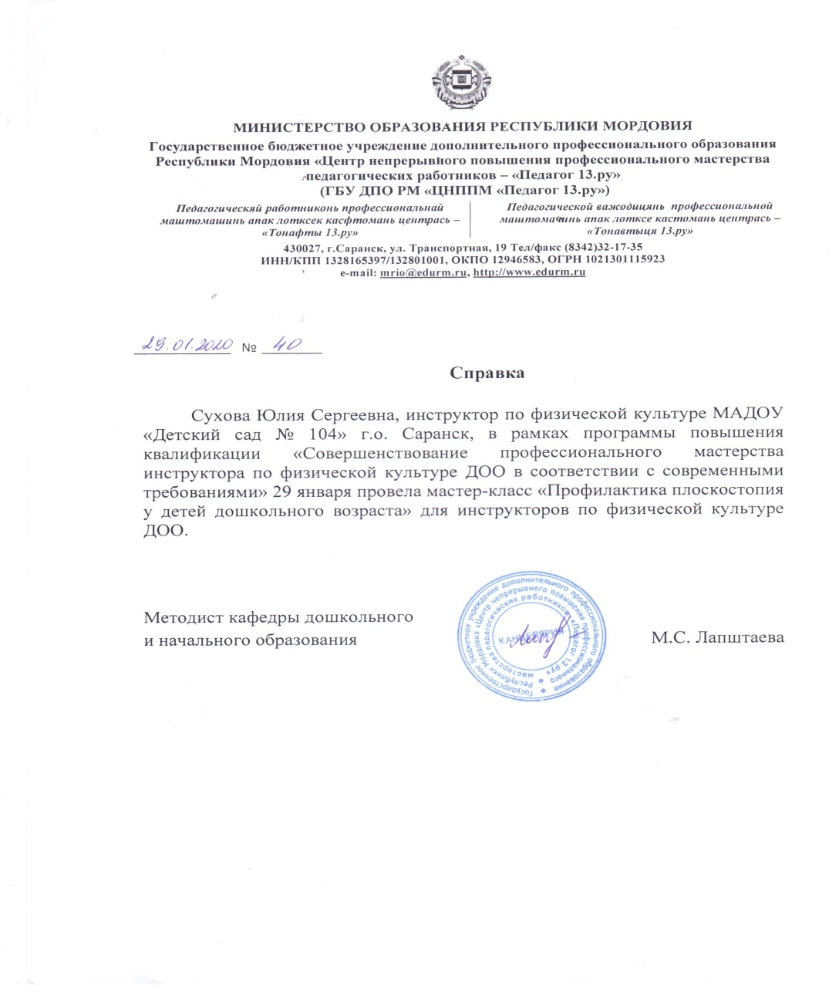 МИНИСТЕРСТВО ОБРАЗОВАНИЯ РЕСПУБЛИКИ МОРДОВИЯ
Государственное бюджетное учреждение дополнительного профессионального образования
Республики Мордовия «Центр непрерывного повышения профессионального мастерства
педагогических работников – «Педагог 13.ру»
(ГБУ ДПО РМ «ЦНППМ «Педагог 13.ру»)
Педагогическяй работниконь профессиональнай
маштомашинь апак лотксек касфтомань центрась –
«Тонафты 13.ру»
Педагогической важодицянь профессиональной
маштомачинь апак лотксе кастомань центрась –
«Тонавтыця 13.ру»
430027, г.Саранск, ул. Транспортная, 19 Тел/факс (8342)32-17-35
ИНН/КПП 1328165397/132801001, ОКПО 12946583, ОГРН 1021301115923
e-mail: mrio@edurm.ru, http://www.edurm.ru
29.01.2020 № 40
Справка
Сухова Юлия Сергеевна, инструктор по физической культуре МАДОУ
«Детский сад № 104» г.о. Саранск, в рамках программы повышения
квалификации «Совершенствование профессионального мастерства
инструктора по физической культуре ДОО в соответствии с современными
требованиями» 29 января провела мастер-класс «Профилактика плоскостопия
у детей дошкольного возраста» для инструкторов по физической культуре
ДОО.
Методист кафедры дошкольного
и начального образования
М.С. Лапштаева
Государственное бюджетное учреждение дополнительного профессионального образования
Республики Мордовия «Центр непрерывного повышения профессионального
мастерства педагогических работников «Педагог 13.ру»
КАНЦЕЛЯРИЯ